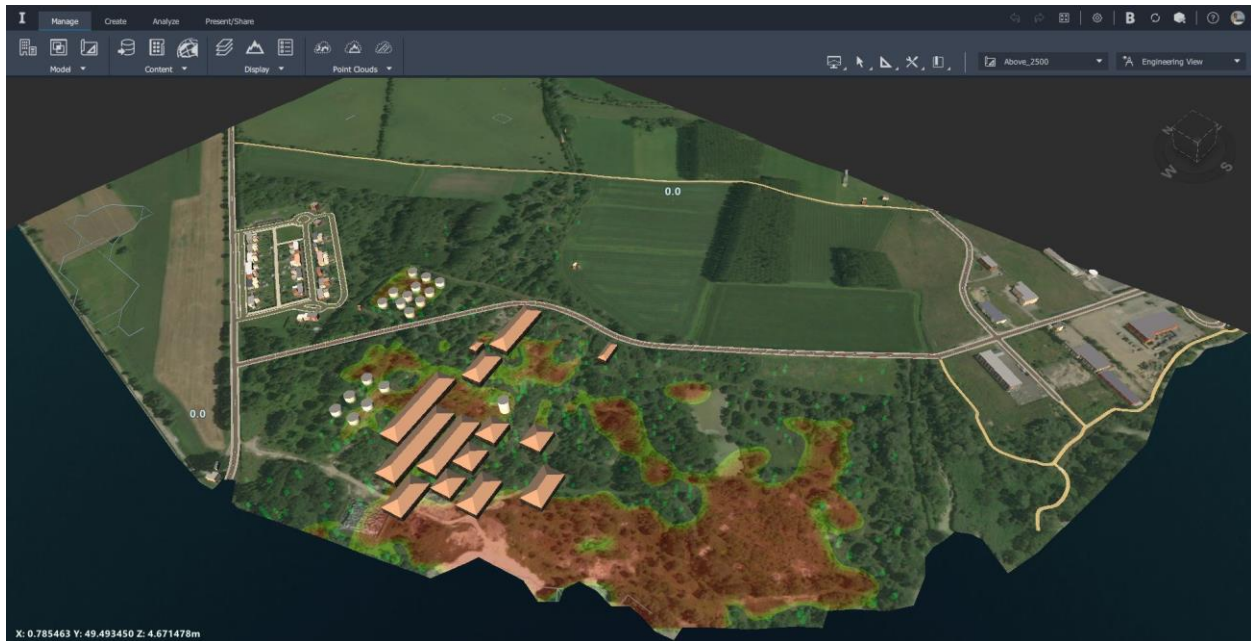 I Manage Create Analyze Present/Share B
Model Content Display Point Clouds Above_2500 Engineering View
0.0
0.0
W S
X: 0.785463 Y: 49.493450 Z: 4.671478m